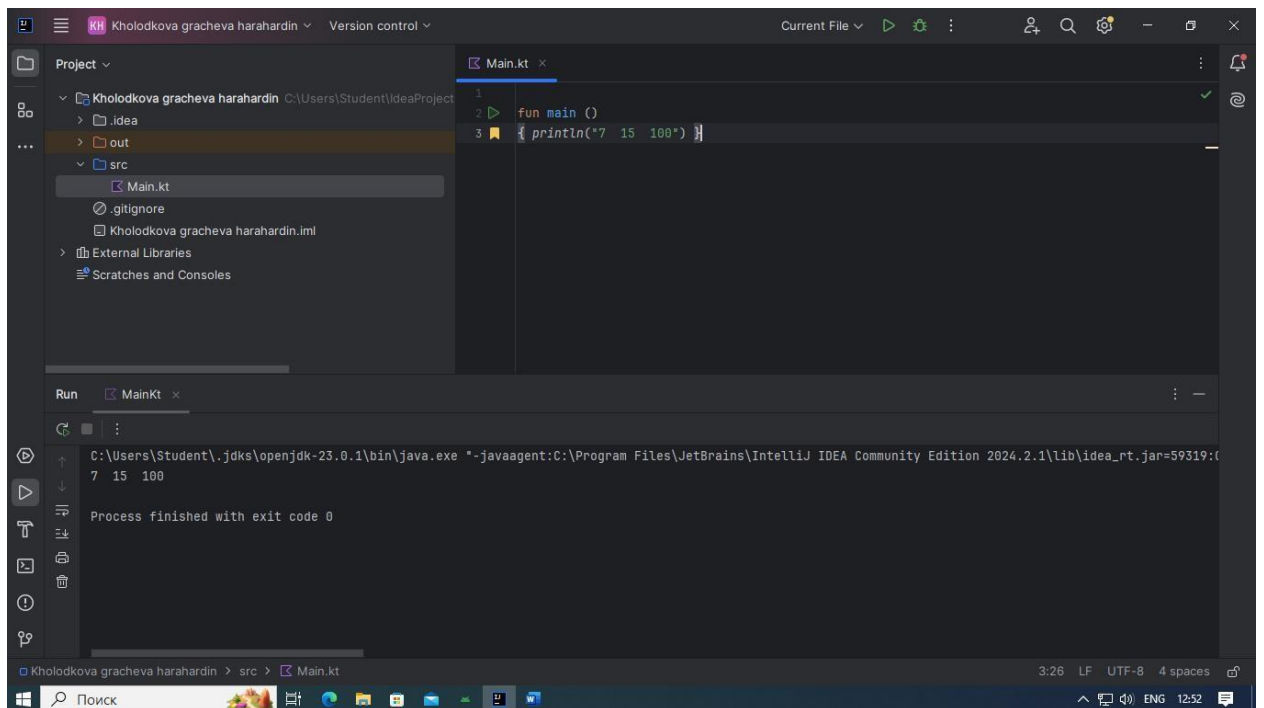 KH Kholodkova gracheva harahardin Version control Current File
Project
Main.kt
Kholodkova gracheva harahardin C:\Users\Student\IdeaProject
.idea
out
src
Main.kt
.gitignore
Kholodkova gracheva harahardin.iml
External Libraries
Scratches and Consoles
1
2 fun main ()
3 { println("7  15  100") }
Run MainKt
C:\Users\Student\.jdks\openjdk-23.0.1\bin\java.exe "-javaagent:C:\Program Files\JetBrains\IntelliJ IDEA Community Edition 2024.2.1\lib\idea_rt.jar=59319:
7  15  100
Process finished with exit code 0
Kholodkova gracheva harahardin > src > Main.kt 3:26 LF UTF-8 4 spaces
Поиск ENG 12:52